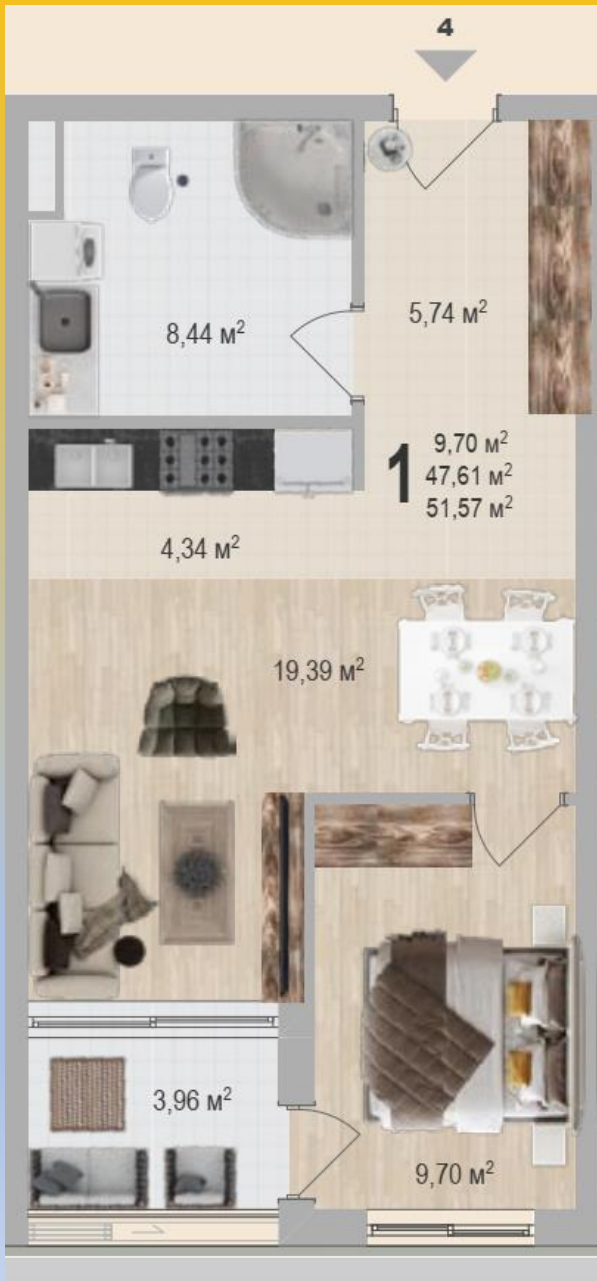 4
5,74 м²
8,44 м²
1
9,70 м²
47,61 м²
51,57 м²
4,34 м²
19,39 м²
3,96 м²
9,70 м²